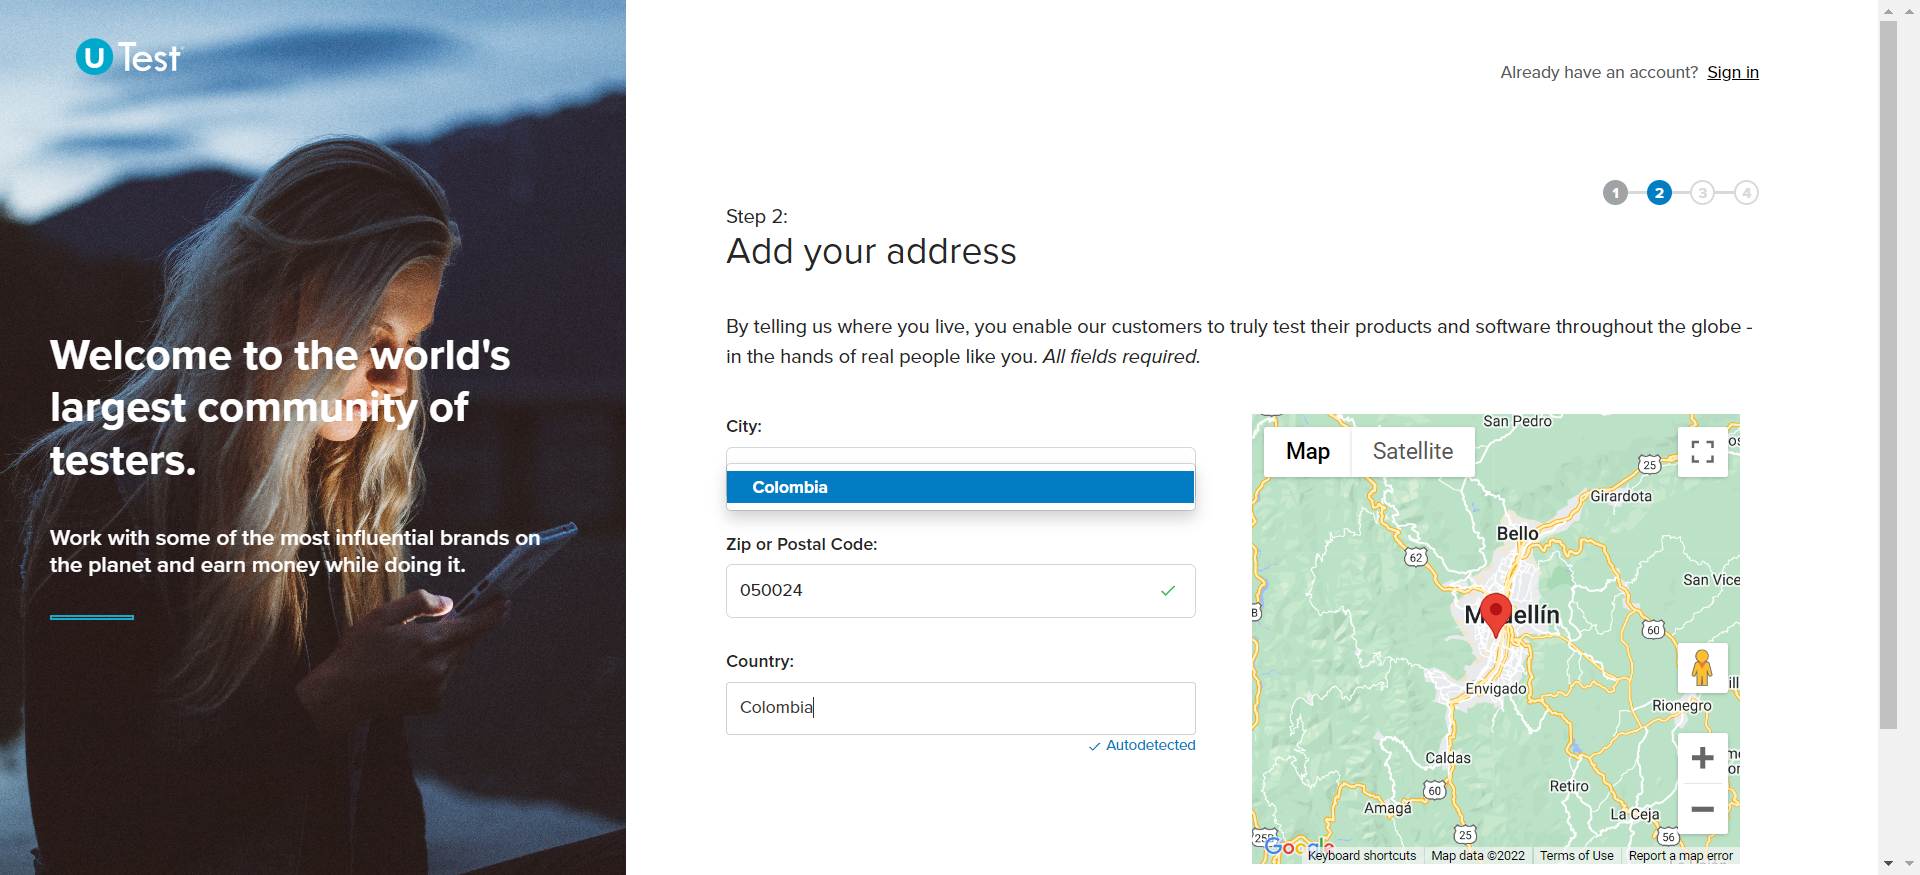 U Test
Already have an account? Sign in
1 2 3 4
Step 2:
Add your address
By telling us where you live, you enable our customers to truly test their products and software throughout the globe -
in the hands of real people like you. All fields required.
Welcome to the world's
largest community of
testers.
Work with some of the most influential brands on
the planet and earn money while doing it.
City:
Colombia
Zip or Postal Code:
050024
Country:
Colombia
Autodetected
San Pedro
Map Satellite
25
Girardota
Bello
62
San Vice
Medellín
60
Envigado
Rionegro
Caldas
Retiro
60
Amagá
La Ceja
25
56
25B
Google
Keyboard shortcuts Map data ©2022 Terms of Use Report a map error